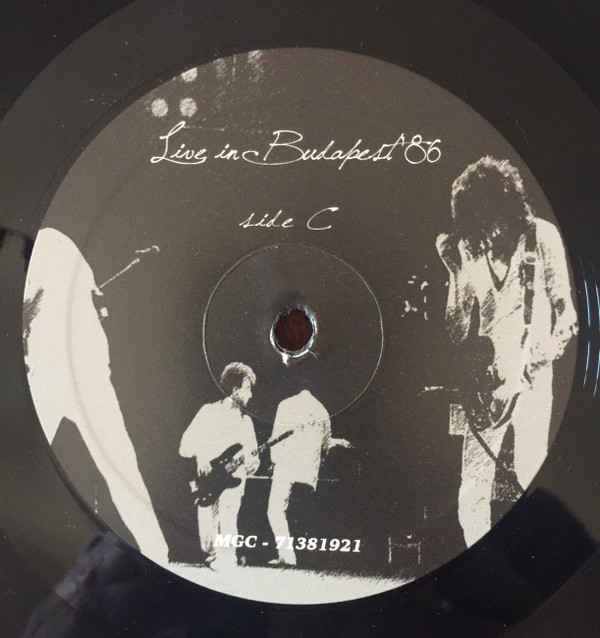 Live in Budapest '86
side C
MGC - 71381921